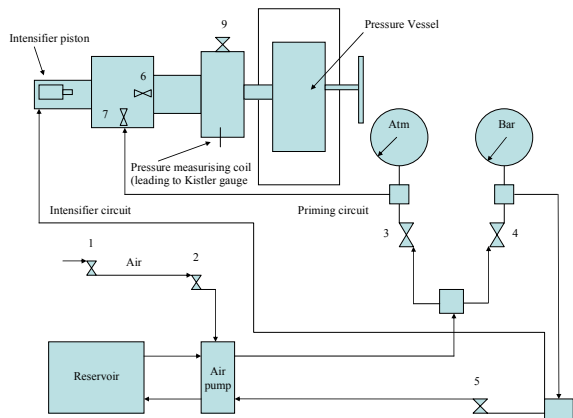 9
Intensifier piston
Pressure Vessel
6
7
Atm
Bar
Pressure measurising coil
(leading to Kistler gauge
Intensifier circuit
Priming circuit
3
4
1
2
Air
Reservoir
Air
pump
5